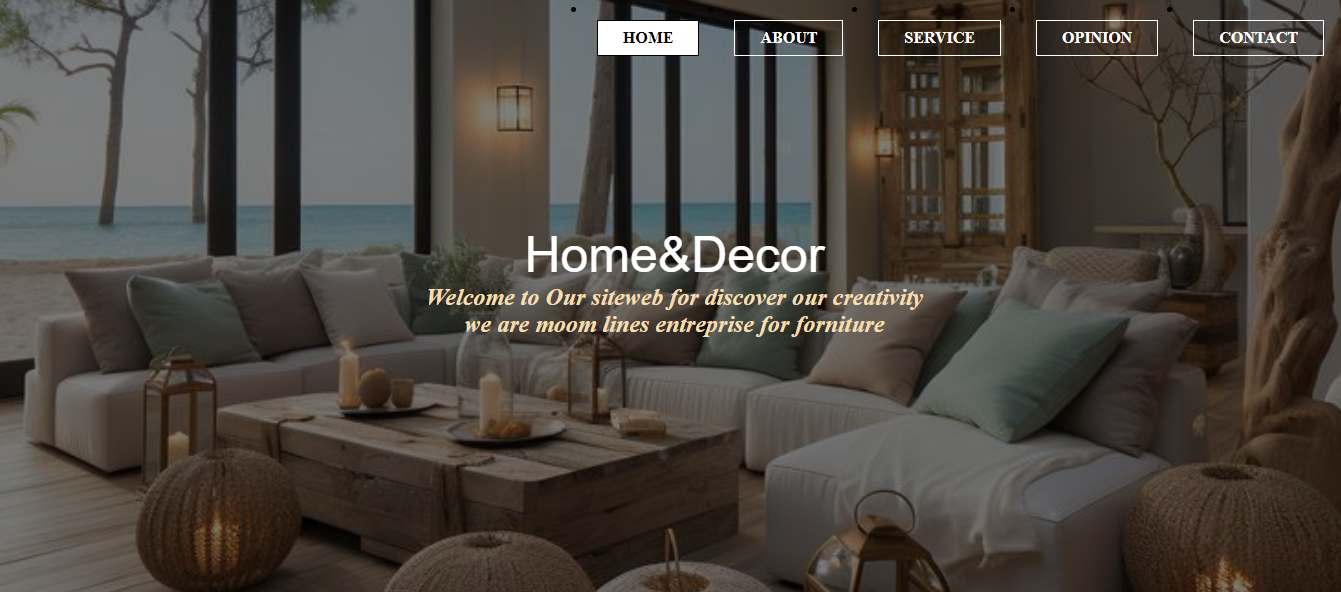 HOME ABOUT SERVICE OPINION CONTACT
Home&Decor
Welcome to Our siteweb for discover our creativity
we are moom lines entreprise for forniture